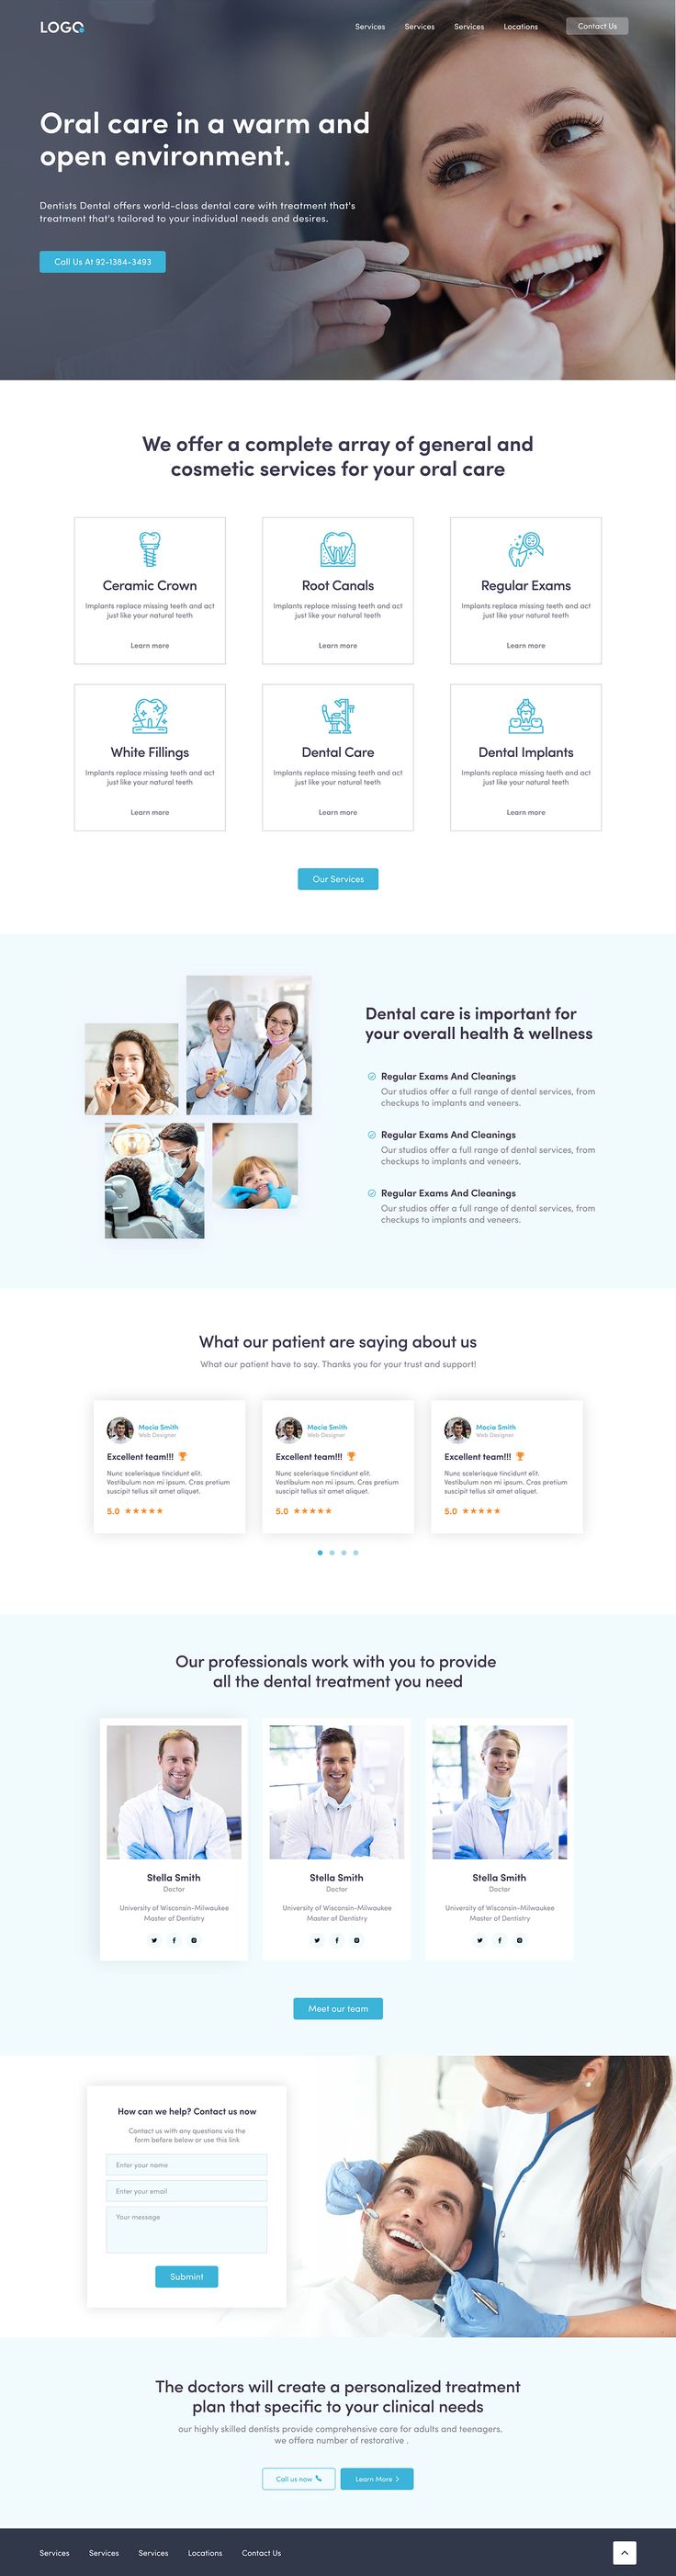 LOGO
Services Services Services Locations Contact Us
Oral care in a warm and
open environment.
Dentists Dental offers world-class dental care with treatment that's
treatment that's tailored to your individual needs and desires.
Call Us At 92-1384-3493
We offer a complete array of general and
cosmetic services for your oral care
Ceramic Crown
Implants replace missing teeth and act
just like your natural teeth
Learn more
Root Canals
Implants replace missing teeth and act
just like your natural teeth
Learn more
Regular Exams
Implants replace missing teeth and act
just like your natural teeth
Learn more
White Fillings
Implants replace missing teeth and act
just like your natural teeth
Learn more
Dental Care
Implants replace missing teeth and act
just like your natural teeth
Learn more
Dental Implants
Implants replace missing teeth and act
just like your natural teeth
Learn more
Our Services
Dental care is important for
your overall health & wellness
Regular Exams And Cleanings
Our studios offer a full range of dental services, from
checkups to implants and veneers.
Regular Exams And Cleanings
Our studios offer a full range of dental services, from
checkups to implants and veneers.
Regular Exams And Cleanings
Our studios offer a full range of dental services, from
checkups to implants and veneers.
What our patient are saying about us
What our patient have to say. Thanks you for your trust and support!
Macia Smith
Web Designer
Excellent team!!!
Nunc scelerisque tincidunt elit.
Vestibulum non mi ipsum. Cras pretium
suscipit tellus sit amet aliquet.
5.0
Macia Smith
Web Designer
Excellent team!!!
Nunc scelerisque tincidunt elit.
Vestibulum non mi ipsum. Cras pretium
suscipit tellus sit amet aliquet.
5.0
Macia Smith
Web Designer
Excellent team!!!
Nunc scelerisque tincidunt elit.
Vestibulum non mi ipsum. Cras pretium
suscipit tellus sit amet aliquet.
5.0
Our professionals work with you to provide
all the dental treatment you need
Stella Smith
Doctor
University of Wisconsin-Milwaukee
Master of Dentistry
Stella Smith
Doctor
University of Wisconsin-Milwaukee
Master of Dentistry
Stella Smith
Doctor
University of Wisconsin-Milwaukee
Master of Dentistry
Meet our team
How can we help? Contact us now
Contact us with any questions via the
form before below or use this link
Enter your name
Enter your email
Your message
Submint
The doctors will create a personalized treatment
plan that specific to your clinical needs
our highly skilled dentists provide comprehensive care for adults and teenagers.
we offera number of restorative .
Call us now
Learn More
Services Services Services Locations Contact Us